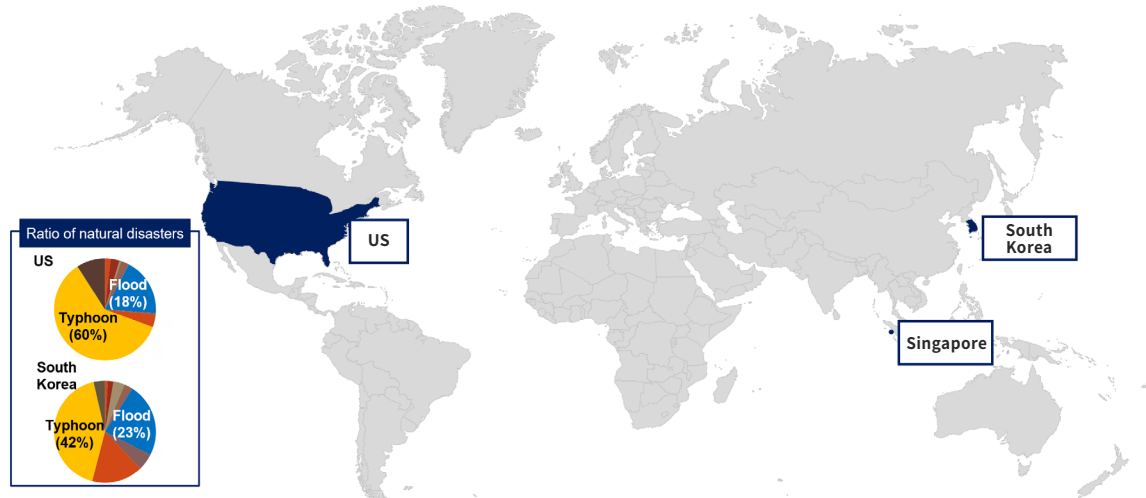 Ratio of natural disasters
US
Flood
(18%)
Typhoon
(60%)
South
Korea
Flood
(23%)
Typhoon
(42%)
US
South
Korea
Singapore